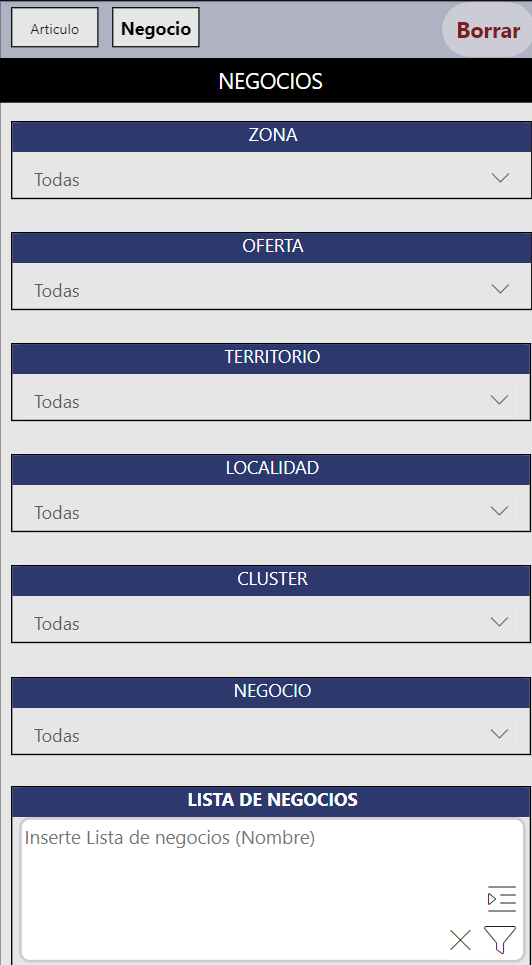 Articulo
Negocio
Borrar
NEGOCIOS
ZONA
Todas
OFERTA
Todas
TERRITORIO
Todas
LOCALIDAD
Todas
CLUSTER
Todas
NEGOCIO
Todas
LISTA DE NEGOCIOS
Inserte Lista de negocios (Nombre)